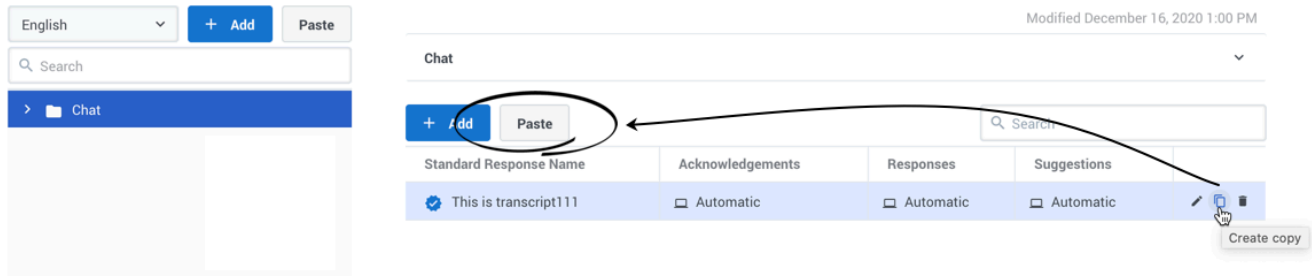 English
+ Add
Paste
Search
Chat
Modified December 16, 2020 1:00 PM
Chat
+ Add
Paste
Search
Standard Response Name Acknowledgements Responses Suggestions
This is transcript111 Automatic Automatic Automatic
Create copy